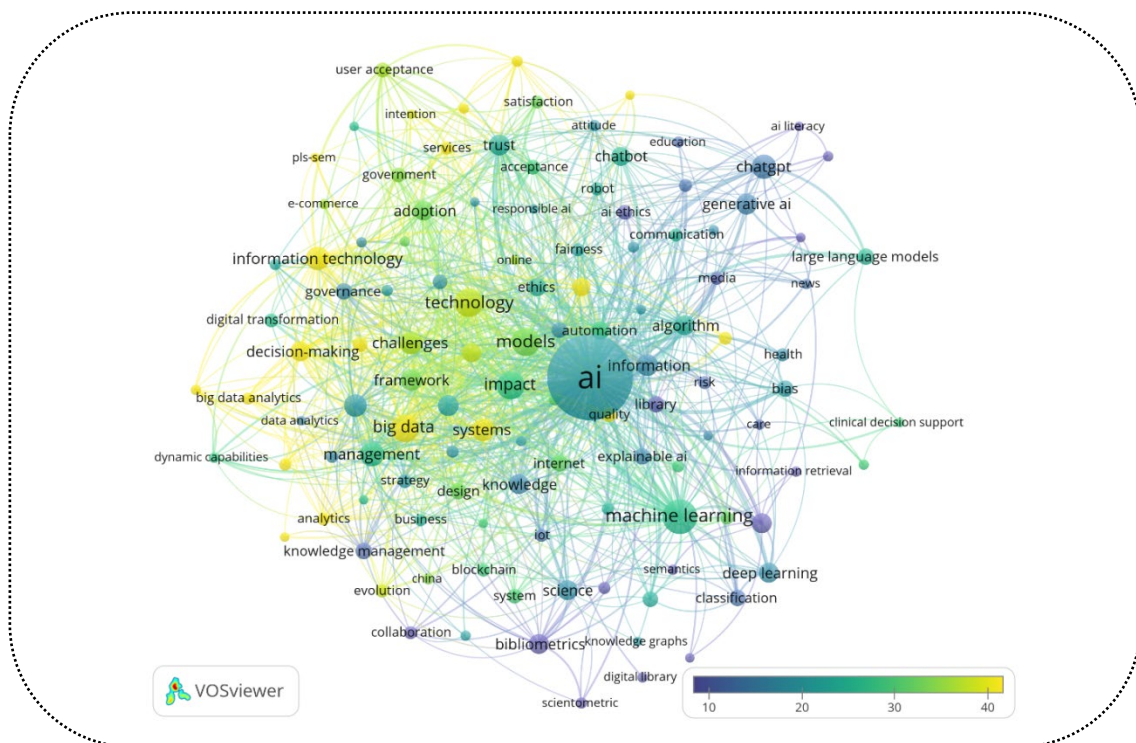 user acceptance
intention
satisfaction
attitude
education
ai literacy
pls-sem
services
trust
chatbot
chatgpt
government
acceptance
robot
e-commerce
adoption
responsible ai
ai ethics
generative ai
communication
information technology
online
fairness
large language models
governance
technology
ethics
media
news
digital transformation
automation
algorithm
decision-making
challenges
models
ai
information
health
framework
impact
risk
bias
big data analytics
library
data analytics
big data
systems
quality
care
clinical decision support
dynamic capabilities
management
internet
explainable ai
information retrieval
strategy
design
knowledge
analytics
business
machine learning
knowledge management
iot
evolution
china
blockchain
semantics
deep learning
system
science
classification
collaboration
bibliometrics
knowledge graphs
digital library
scientometric
VOSviewer
10 20 30 40